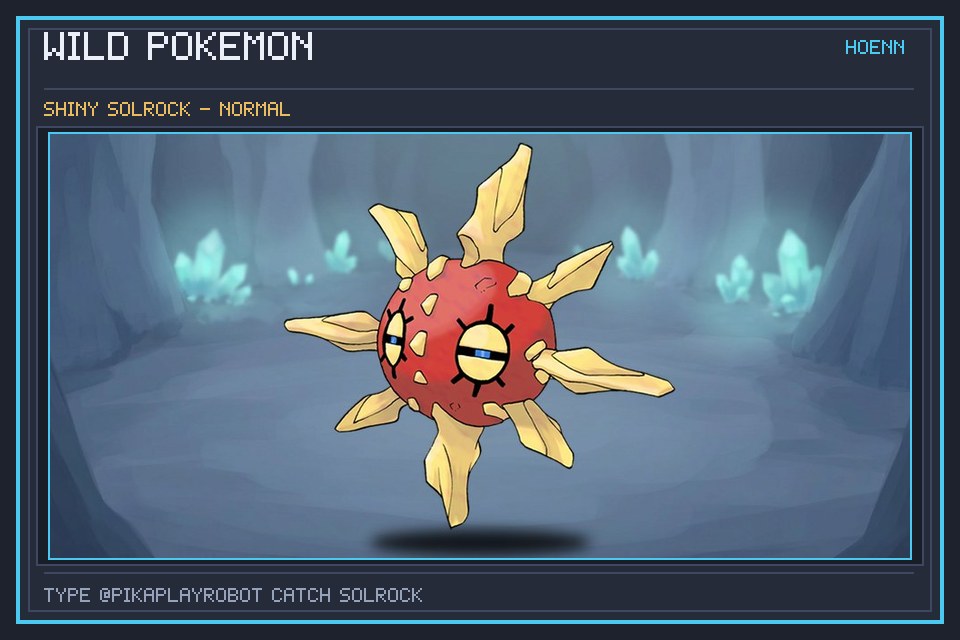 WILD POKEMON
HOENN
SHINY SOLROCK - NORMAL
TYPE @PIKAPLAYROBOT CATCH SOLROCK